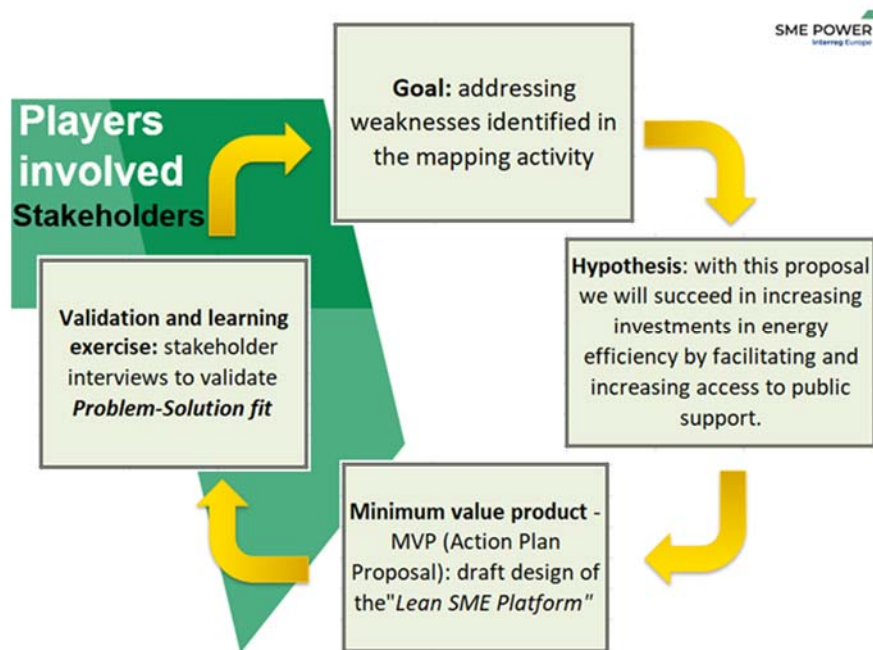 SME POWER
Interreg Europe
Players
involved
Stakeholders
Goal: addressing
weaknesses identified in
the mapping activity
Hypothesis: with this proposal
we will succeed in increasing
investments in energy
efficiency by facilitating and
increasing access to public
support.
Minimum value product -
MVP (Action Plan
Proposal): draft design of
the"Lean SME Platform"
Validation and learning
exercise: stakeholder
interviews to validate
Problem-Solution fit